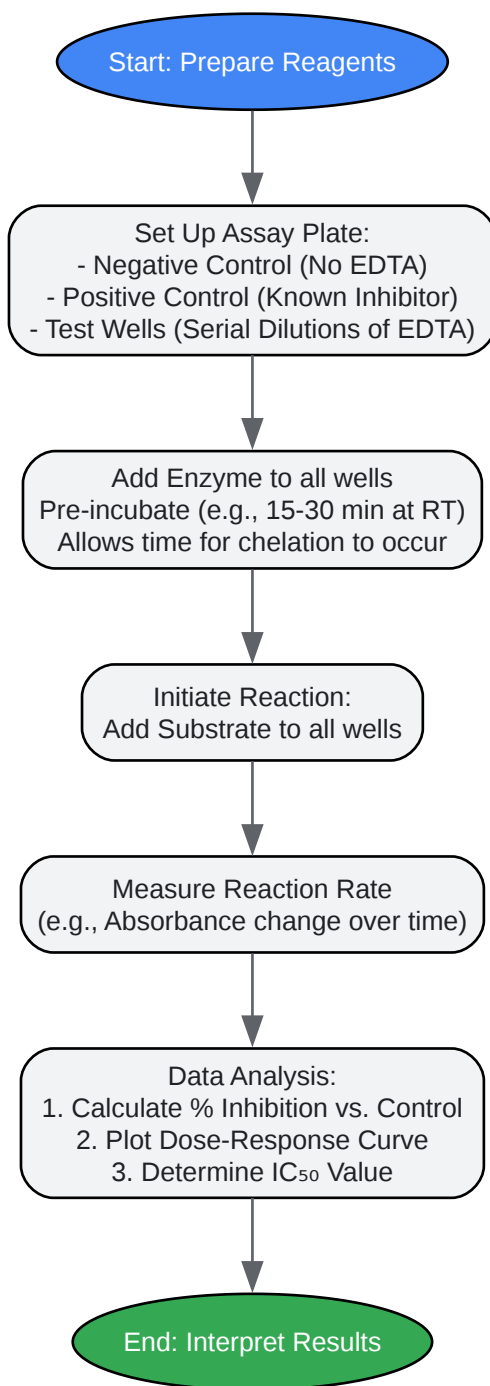 Start: Prepare Reagents
Set Up Assay Plate:
- Negative Control (No EDTA)
- Positive Control (Known Inhibitor)
- Test Wells (Serial Dilutions of EDTA)
Add Enzyme to all wells
Pre-incubate (e.g., 15-30 min at RT)
Allows time for chelation to occur
Initiate Reaction:
Add Substrate to all wells
Measure Reaction Rate
(e.g., Absorbance change over time)
Data Analysis:
1. Calculate % Inhibition vs. Control
2. Plot Dose-Response Curve
3. Determine IC₅₀ Value
End: Interpret Results